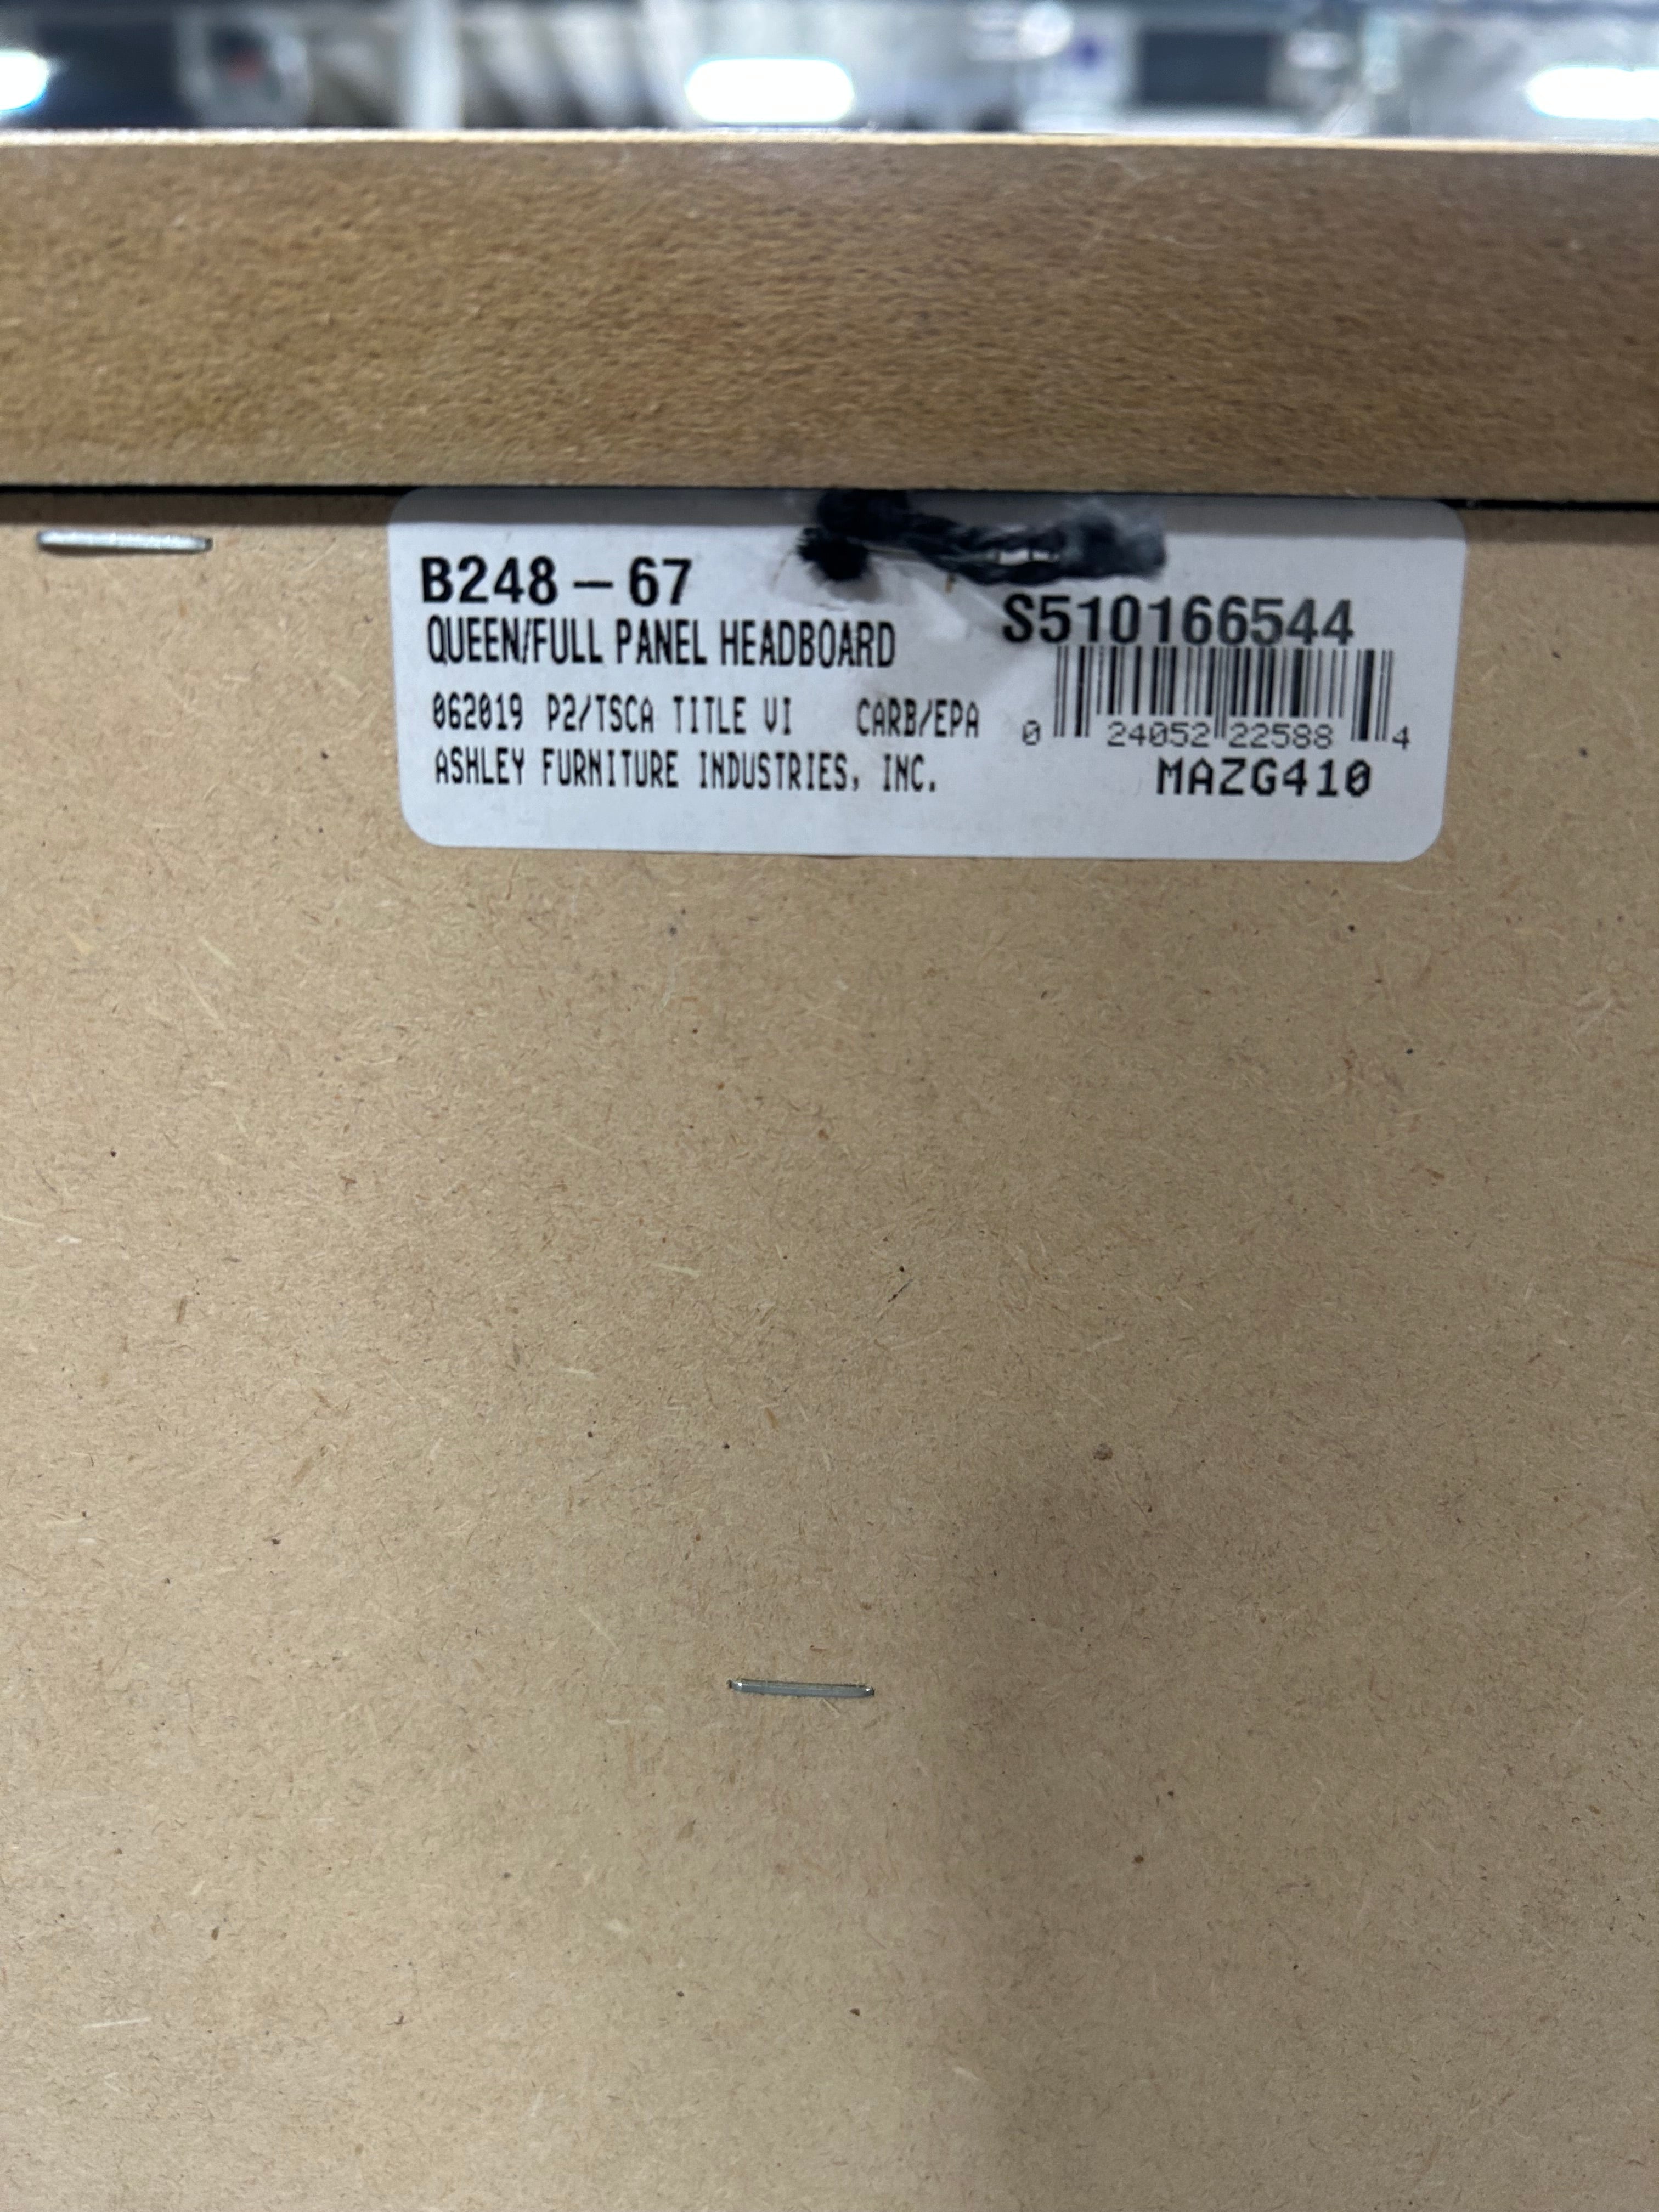 B248-67
QUEEN/FULL PANEL HEADBOARD
062019 P2/TSCA TITLE VI CARB/EPA
ASHLEY FURNITURE INDUSTRIES, INC.
S510166544
0 24052 22588 4
MAZG410